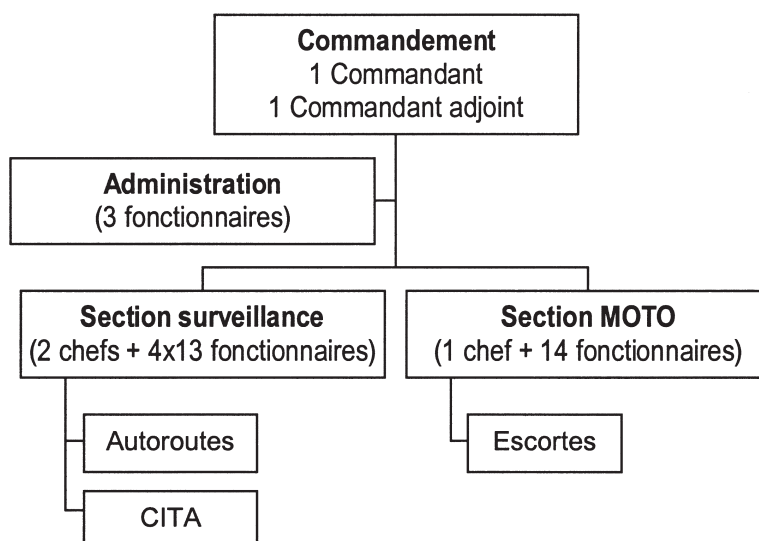 Commandement
1 Commandant
1 Commandant adjoint
Administration
(3 fonctionnaires)
Section surveillance
(2 chefs + 4x13 fonctionnaires)
Section MOTO
(1 chef + 14 fonctionnaires)
Autoroutes
Escortes
CITA